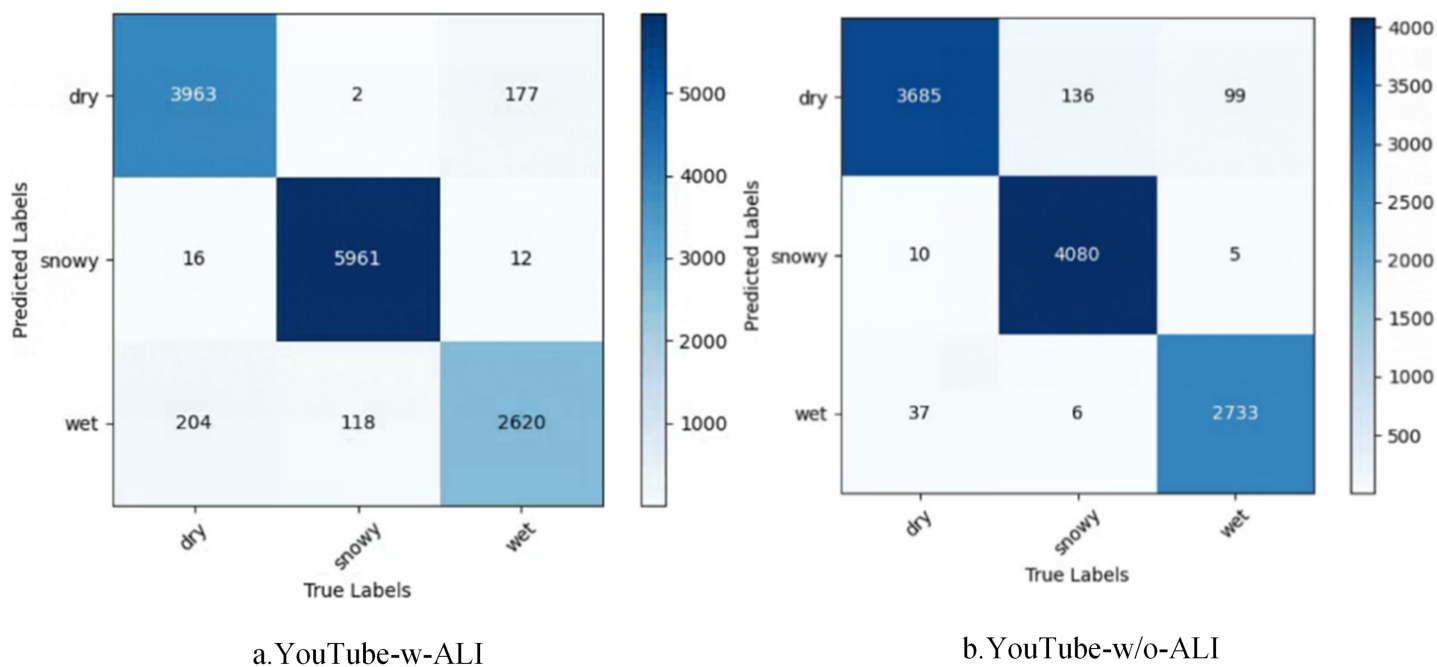 Predicted Labels
dry
snowy
wet
3963 2 177
16 5961 12
204 118 2620
dry snowy wet
True Labels
5000
4000
3000
2000
1000
a.YouTube-w-ALI
Predicted Labels
dry
snowy
wet
3685 136 99
10 4080 5
37 6 2733
dry snowy wet
True Labels
4000
3500
3000
2500
2000
1500
1000
500
b.YouTube-w/o-ALI